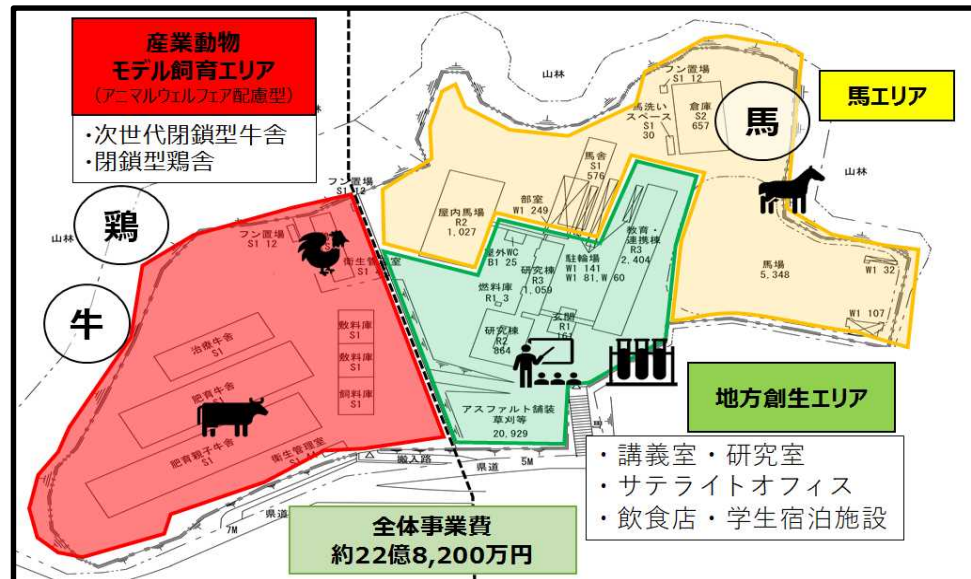 産業動物
モデル飼育エリア
（アニマルウェルフェア配慮型）
・次世代閉鎖型牛舎
・閉鎖型鶏舎
馬エリア
山林
フン置場
S1 12
馬洗い
スペース
S1
30
倉庫
S2
657
馬
山林
馬舎
S1
576
フン置場
S1 12
部室
W1 249
屋内馬場
R2
1,027
鶏
山林
フン置場
S1 12
牛
屋外WC
B1 25
研究棟
R3
1,059
駐輪場
W1 141
W1 81,W 60
教育・
連携棟
R3
2,404
燃料庫
R1 3
玄関
R1
161
研究棟
R2
864
馬場
5,348
W1 32
W1 107
治療牛舎
S1
肥育牛舎
S1
肥育親子牛舎
S1
敷料庫
S1
敷料庫
S1
飼料庫
S1
衛生管理室
アスファルト舗装
草刈等
20,929
搬入路
県道
5M
県道
7M
地方創生エリア
・講義室・研究室
・サテライトオフィス
・飲食店・学生宿泊施設
全体事業費
約22億8,200万円